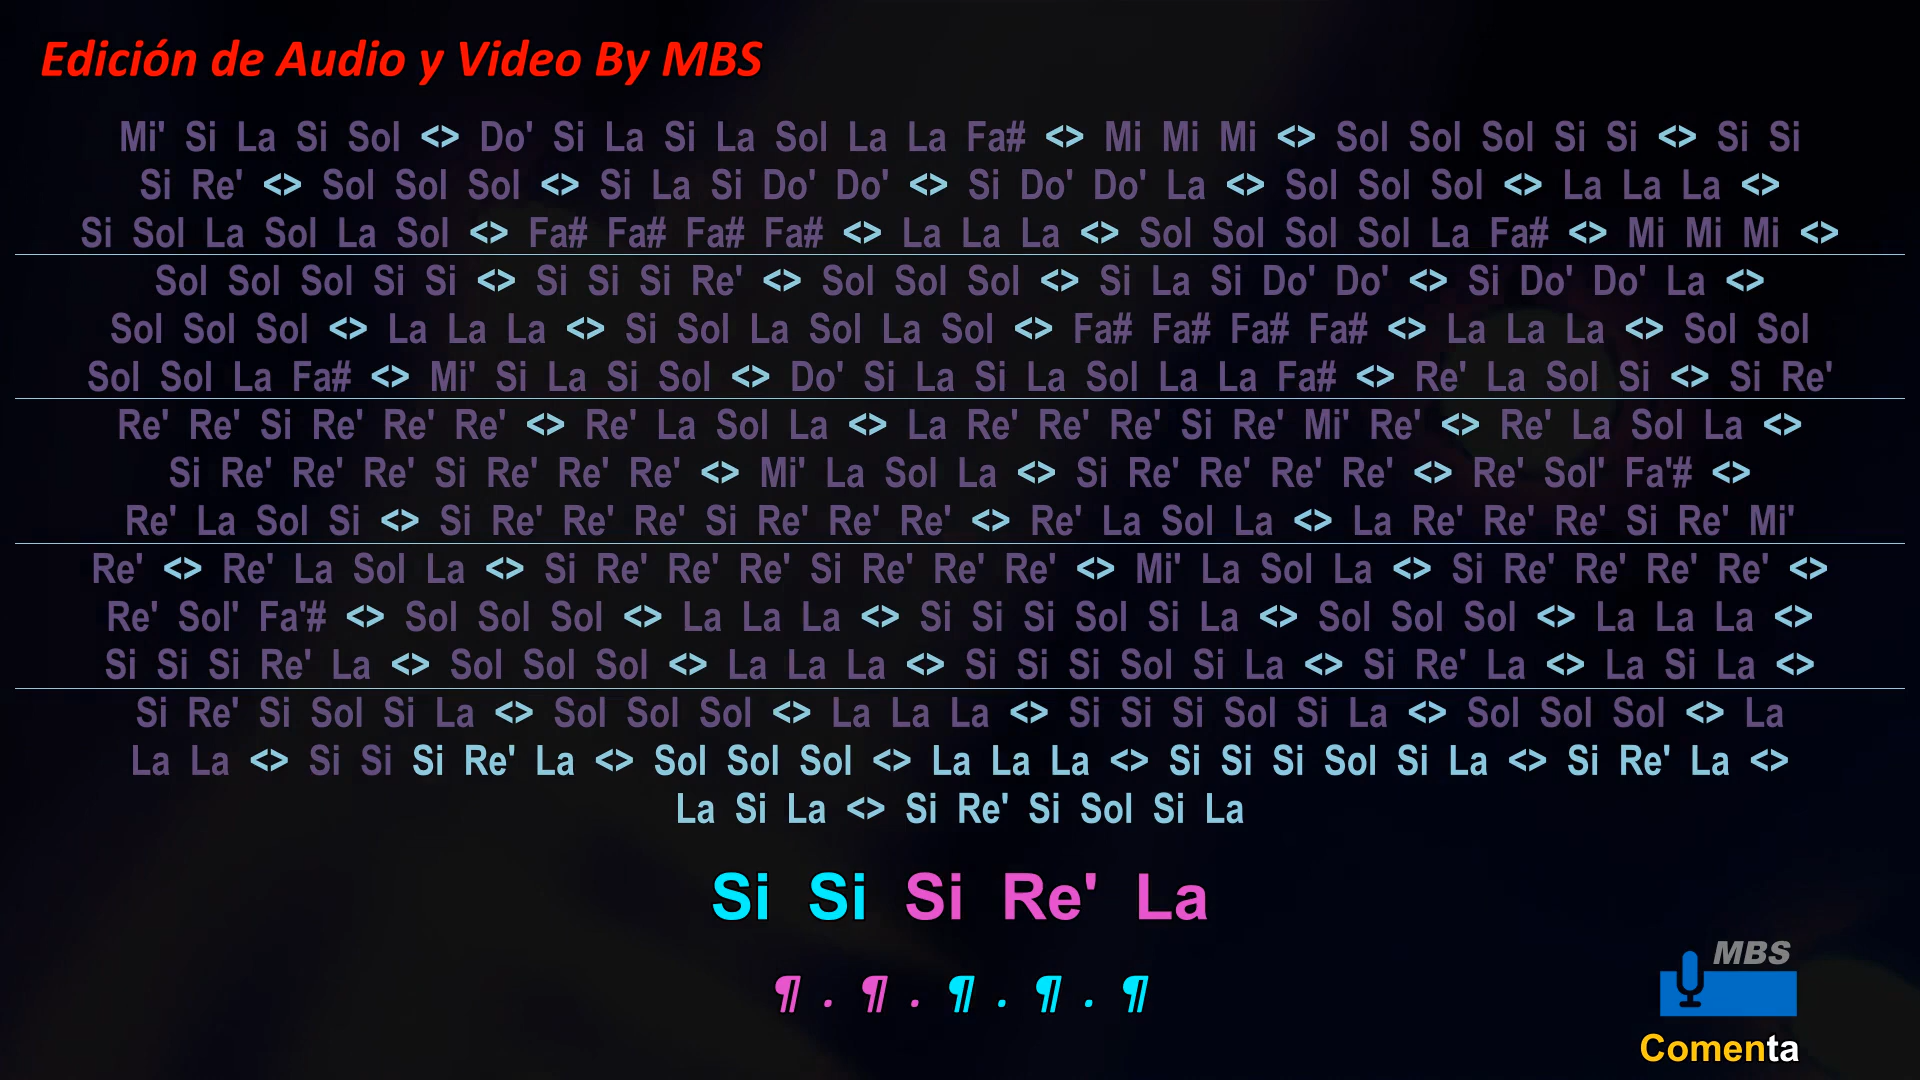 Edición de Audio y Video By MBS
Mi' Si La Si Sol <> Do' Si La Si La Sol La La Fa# <> Mi Mi Mi <> Sol Sol Sol Si Si <> Si Si
Si Re' <> Sol Sol Sol <> Si La Si Do' Do' <> Si Do' Do' La <> Sol Sol Sol <> La La La <>
Si Sol La Sol La Sol <> Fa# Fa# Fa# Fa# <> La La La <> Sol Sol Sol Sol La Fa# <> Mi Mi Mi <>
Sol Sol Sol Si Si <> Si Si Si Re' <> Sol Sol Sol <> Si La Si Do' Do' <> Si Do' Do' La <>
Sol Sol Sol <> La La La <> Si Sol La Sol La Sol <> Fa# Fa# Fa# Fa# <> La La La <> Sol Sol
Sol Sol La Fa# <> Mi' Si La Si Sol <> Do' Si La Si La Sol La La Fa# <> Re' La Sol Si <> Si Re'
Re' Re' Si Re' Re' Re' <> Re' La Sol La <> La Re' Re' Re' Si Re' Mi' Re' <> Re' La Sol La <>
Si Re' Re' Re' Si Re' Re' Re' <> Mi' La Sol La <> Si Re' Re' Re' Re' <> Re' Sol' Fa'# <>
Re' La Sol Si <> Si Re' Re' Re' Si Re' Re' Re' <> Re' La Sol La <> La Re' Re' Re' Si Re' Mi'
Re' <> Re' La Sol La <> Si Re' Re' Re' Si Re' Re' Re' <> Mi' La Sol La <> Si Re' Re' Re' Re' <>
Re' Sol' Fa'# <> Sol Sol Sol <> La La La <> Si Si Si Sol Si La <> Sol Sol Sol <> La La La <>
Si Si Si Re' La <> Sol Sol Sol <> La La La <> Si Si Si Sol Si La <> Si Re' La <> La Si La <>
Si Re' Si Sol Si La <> Sol Sol Sol <> La La La <> Si Si Si Sol Si La <> Sol Sol Sol <> La
La La <> Si Si Si Re' La <> Sol Sol Sol <> La La La <> Si Si Si Sol Si La <> Si Re' La <>
La Si La <> Si Re' Si Sol Si La
Si Si Si Re' La
¶ . ¶ . ¶ . ¶ . ¶
MBS
Comenta